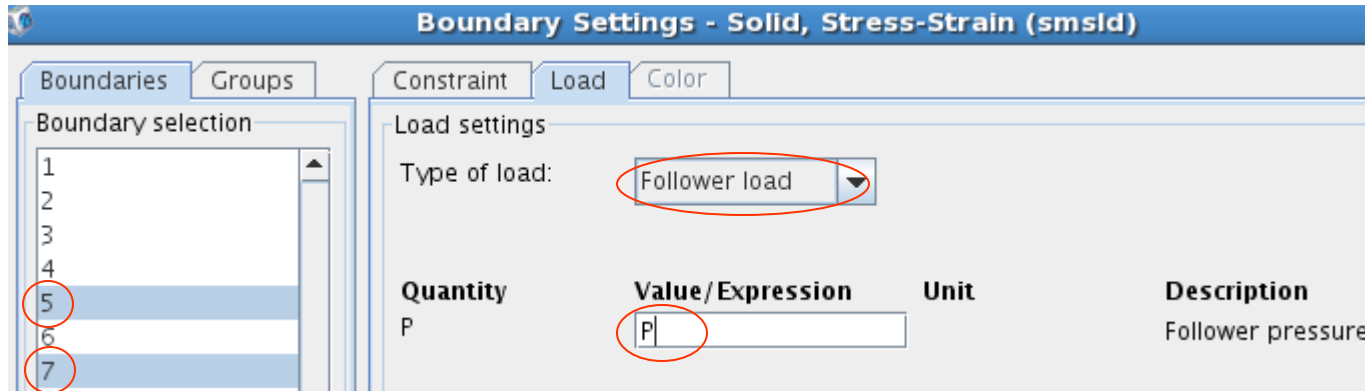 Boundary Settings - Solid, Stress-Strain (smsld)
Boundaries Groups
Constraint Load Color
Boundary selection
1
2
3
4
5
6
7
Load settings
Type of load: Follower load
Quantity Value/Expression Unit Description
P P Follower pressure